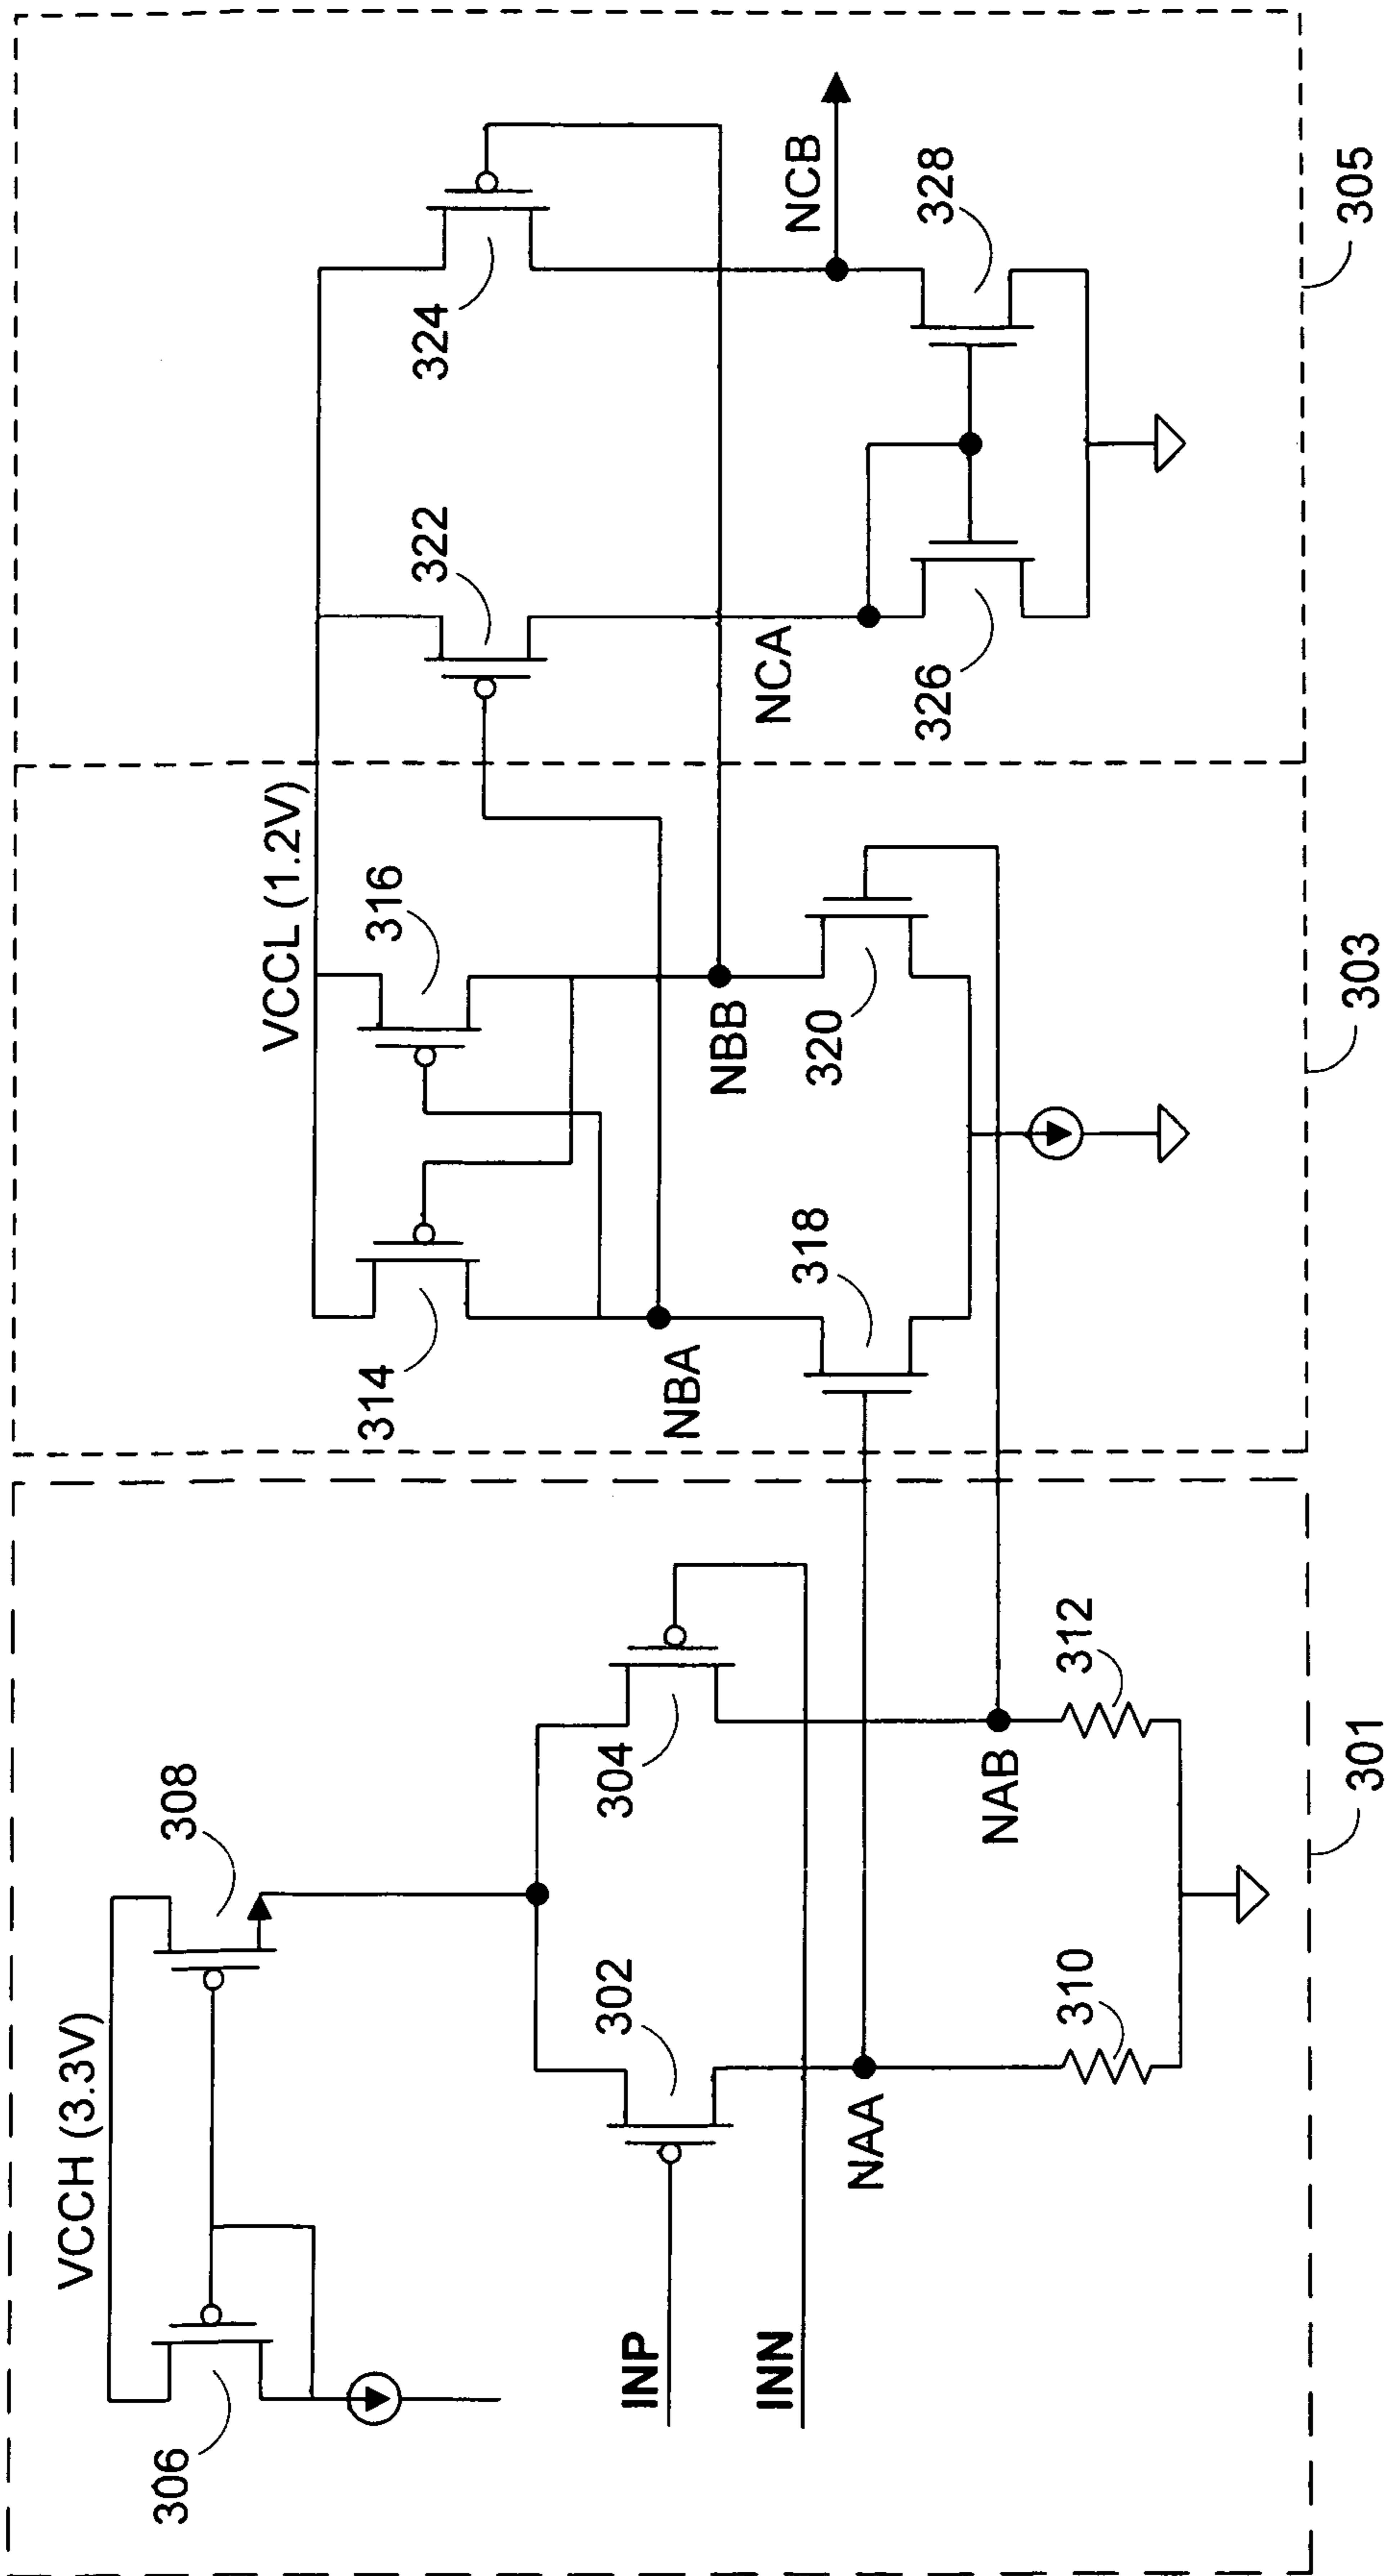 VCCH (3.3V)
306
308
INP
INN
302
304
NAA
NAB
310
312
301
VCCL (1.2V)
314
316
NBA
NBB
318
320
303
322
324
NCA
NCB
326
328
305